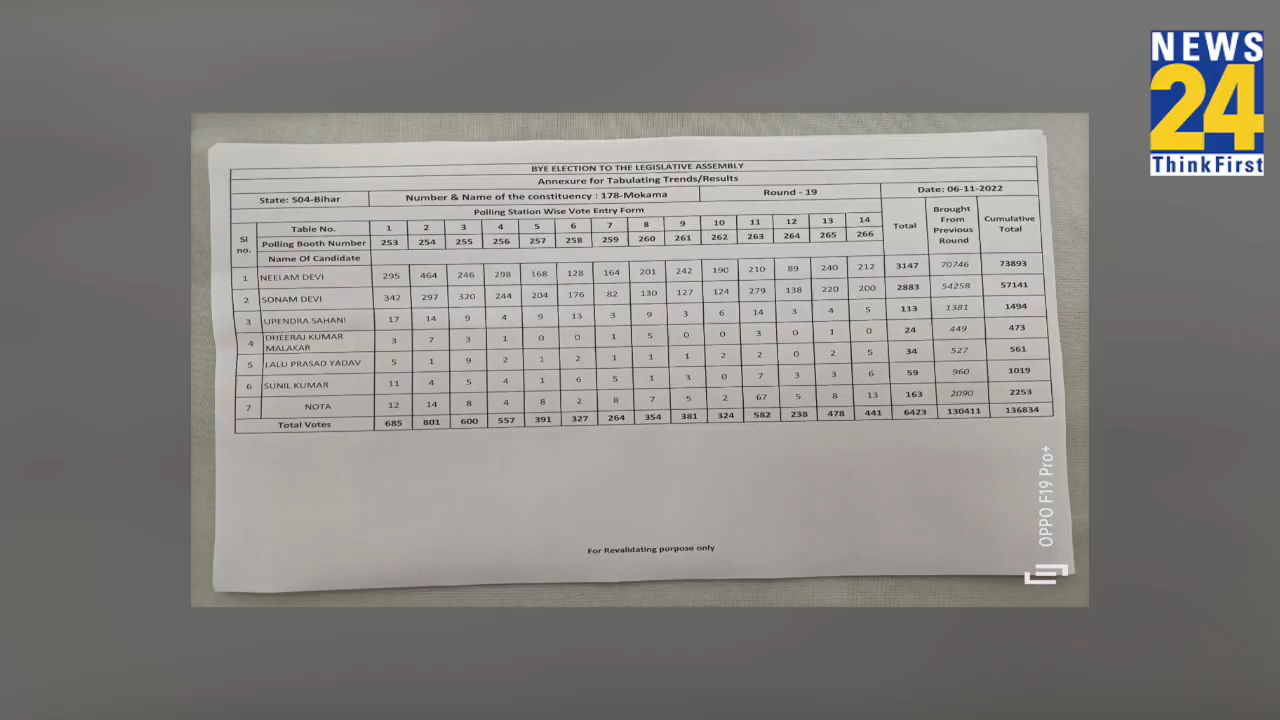 NEWS
24
ThinkFirst
BYE ELECTION TO THE LEGISLATIVE ASSEMBLY
Annexure for Tabulating Trends/Results
State: S04-Bihar Number & Name of the constituency : 178-Mokama Round - 19 Date: 06-11-2022
Polling Station Wise Vote Entry Form
Sl no. Table No. 1 2 3 4 5 6 7 8 9 10 11 12 13 14 Total Brought From Previous Round Cumulative Total
Polling Booth Number 253 254 255 256 257 258 259 260 261 262 263 264 265 266
Name Of Candidate
1 NEELAM DEVI 295 464 246 298 168 128 164 201 242 190 210 89 240 212 3147 70746 73893
2 SONAM DEVI 342 297 320 244 204 176 82 130 127 124 279 138 220 200 2883 54258 57141
3 UPENDRA SAHANI 17 14 9 4 9 13 3 9 3 6 14 3 4 5 113 1381 1494
4 DHEERAJ KUMAR MALAKAR 3 7 3 1 0 0 1 5 0 0 3 0 1 0 24 449 473
5 LALU PRASAD YADAV 5 1 9 2 1 2 1 1 1 2 2 0 2 5 34 527 561
6 SUNIL KUMAR 11 4 5 4 1 6 5 1 3 0 7 3 3 6 59 960 1019
7 NOTA 12 14 8 4 8 2 8 7 5 2 67 5 8 13 163 2090 2253
Total Votes 685 801 600 557 391 327 264 354 381 324 582 238 478 441 6423 130411 136834
For Revalidating purpose only
OPPO F19 Pro+